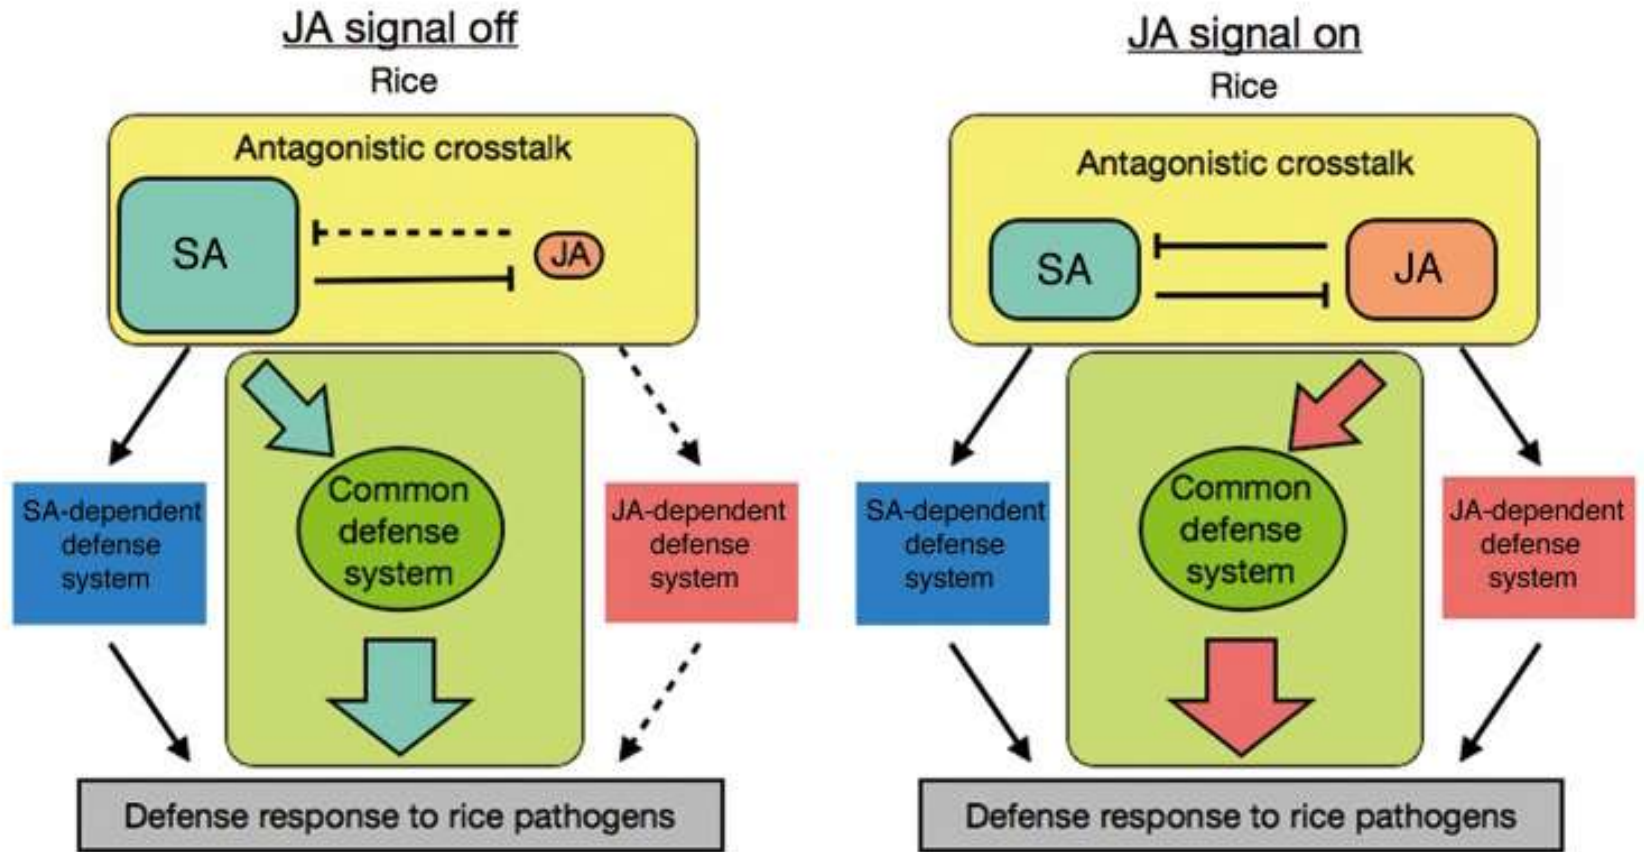 JA signal off
Rice
Antagonistic crosstalk
SA
JA
SA-dependent
defense
system
Common
defense
system
JA-dependent
defense
system
Defense response to rice pathogens
JA signal on
Rice
Antagonistic crosstalk
SA
JA
SA-dependent
defense
system
Common
defense
system
JA-dependent
defense
system
Defense response to rice pathogens